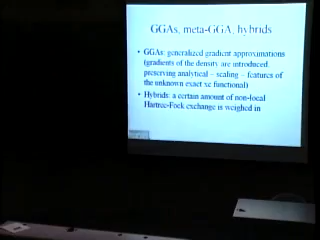 GGAs, meta-GGA, hybrids
• GGAs: generalized gradient approximations
(gradients of the density are introduced
preserving analytical – scaling – features of
the unknown exact xc functional)
• Hybrids: a certain amount of non-local
Hartree-Fock exchange is weighed in